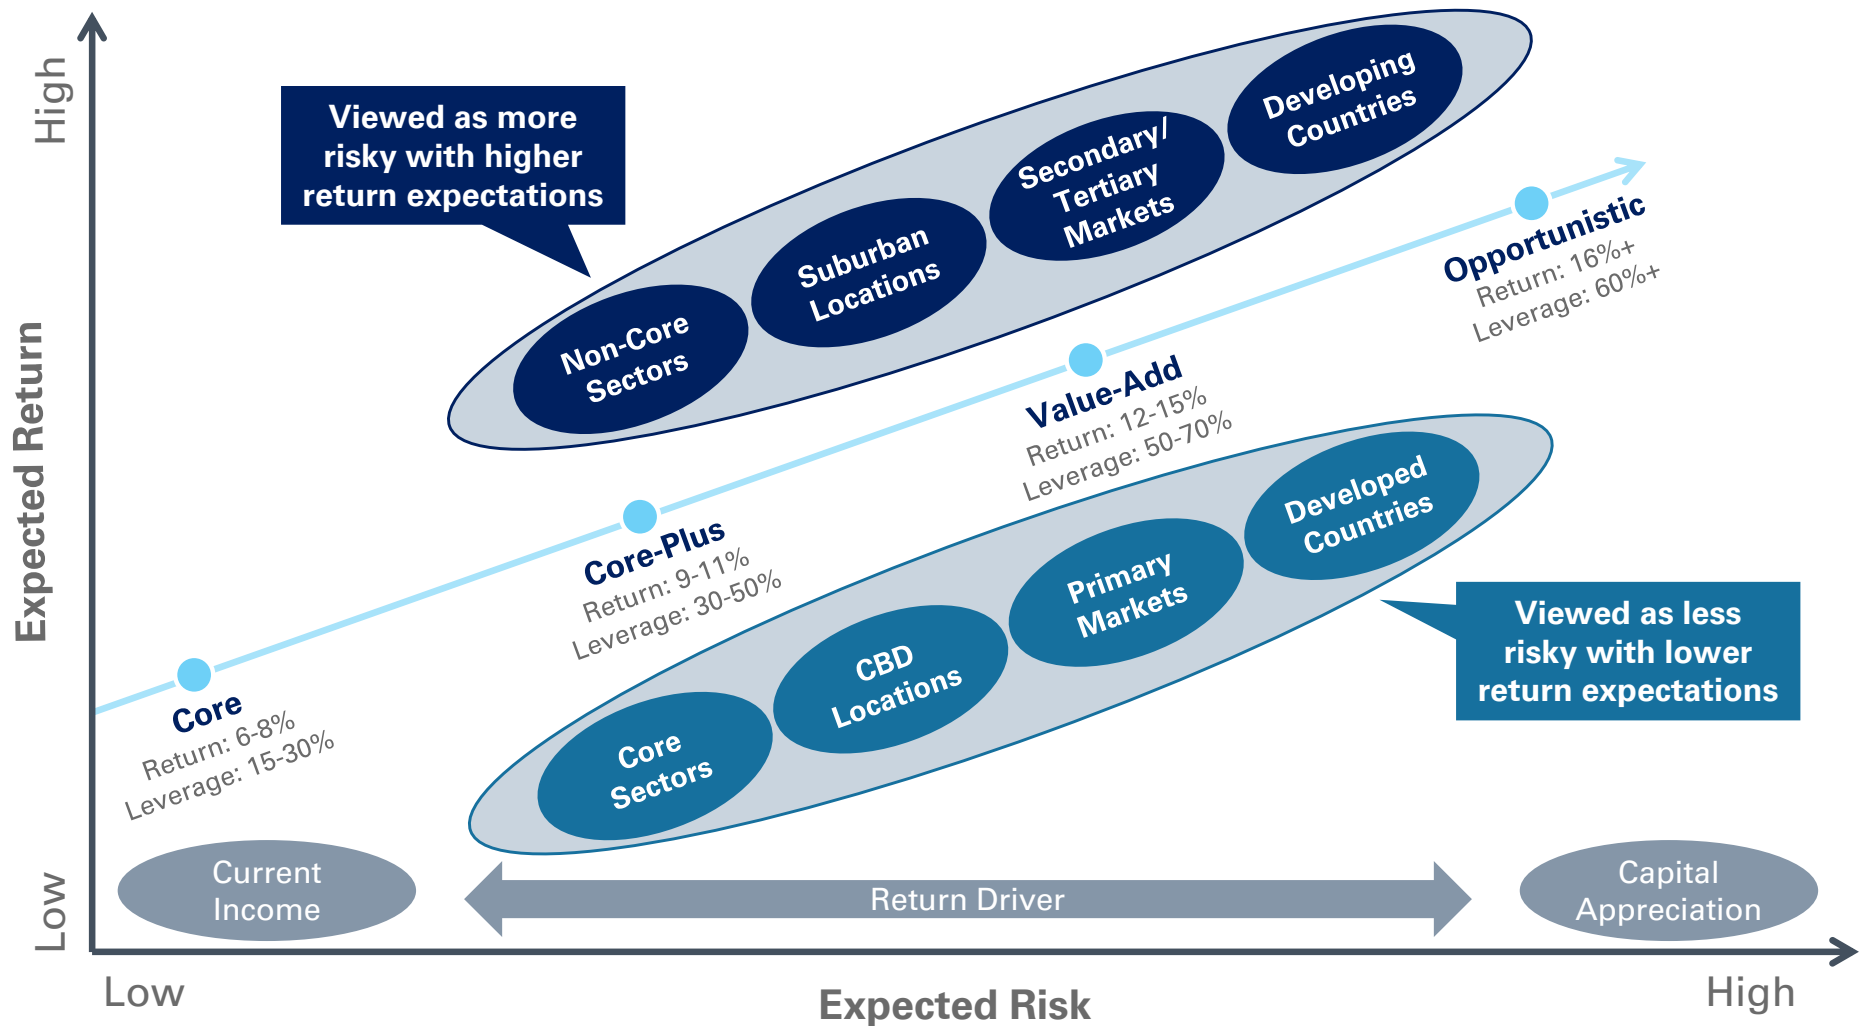 High
Expected Return
Low
Viewed as more
risky with higher
return expectations
Non-Core
Sectors
Suburban
Locations
Secondary/
Tertiary
Markets
Developing
Countries
Core
Return: 6-8%
Leverage: 15-30%
Core-Plus
Return: 9-11%
Leverage: 30-50%
Value-Add
Return: 12-15%
Leverage: 50-70%
Opportunistic
Return: 16%+
Leverage: 60%+
Core
Sectors
CBD
Locations
Primary
Markets
Developed
Countries
Viewed as less
risky with lower
return expectations
Current
Income
Return Driver
Capital
Appreciation
Low
Expected Risk
High